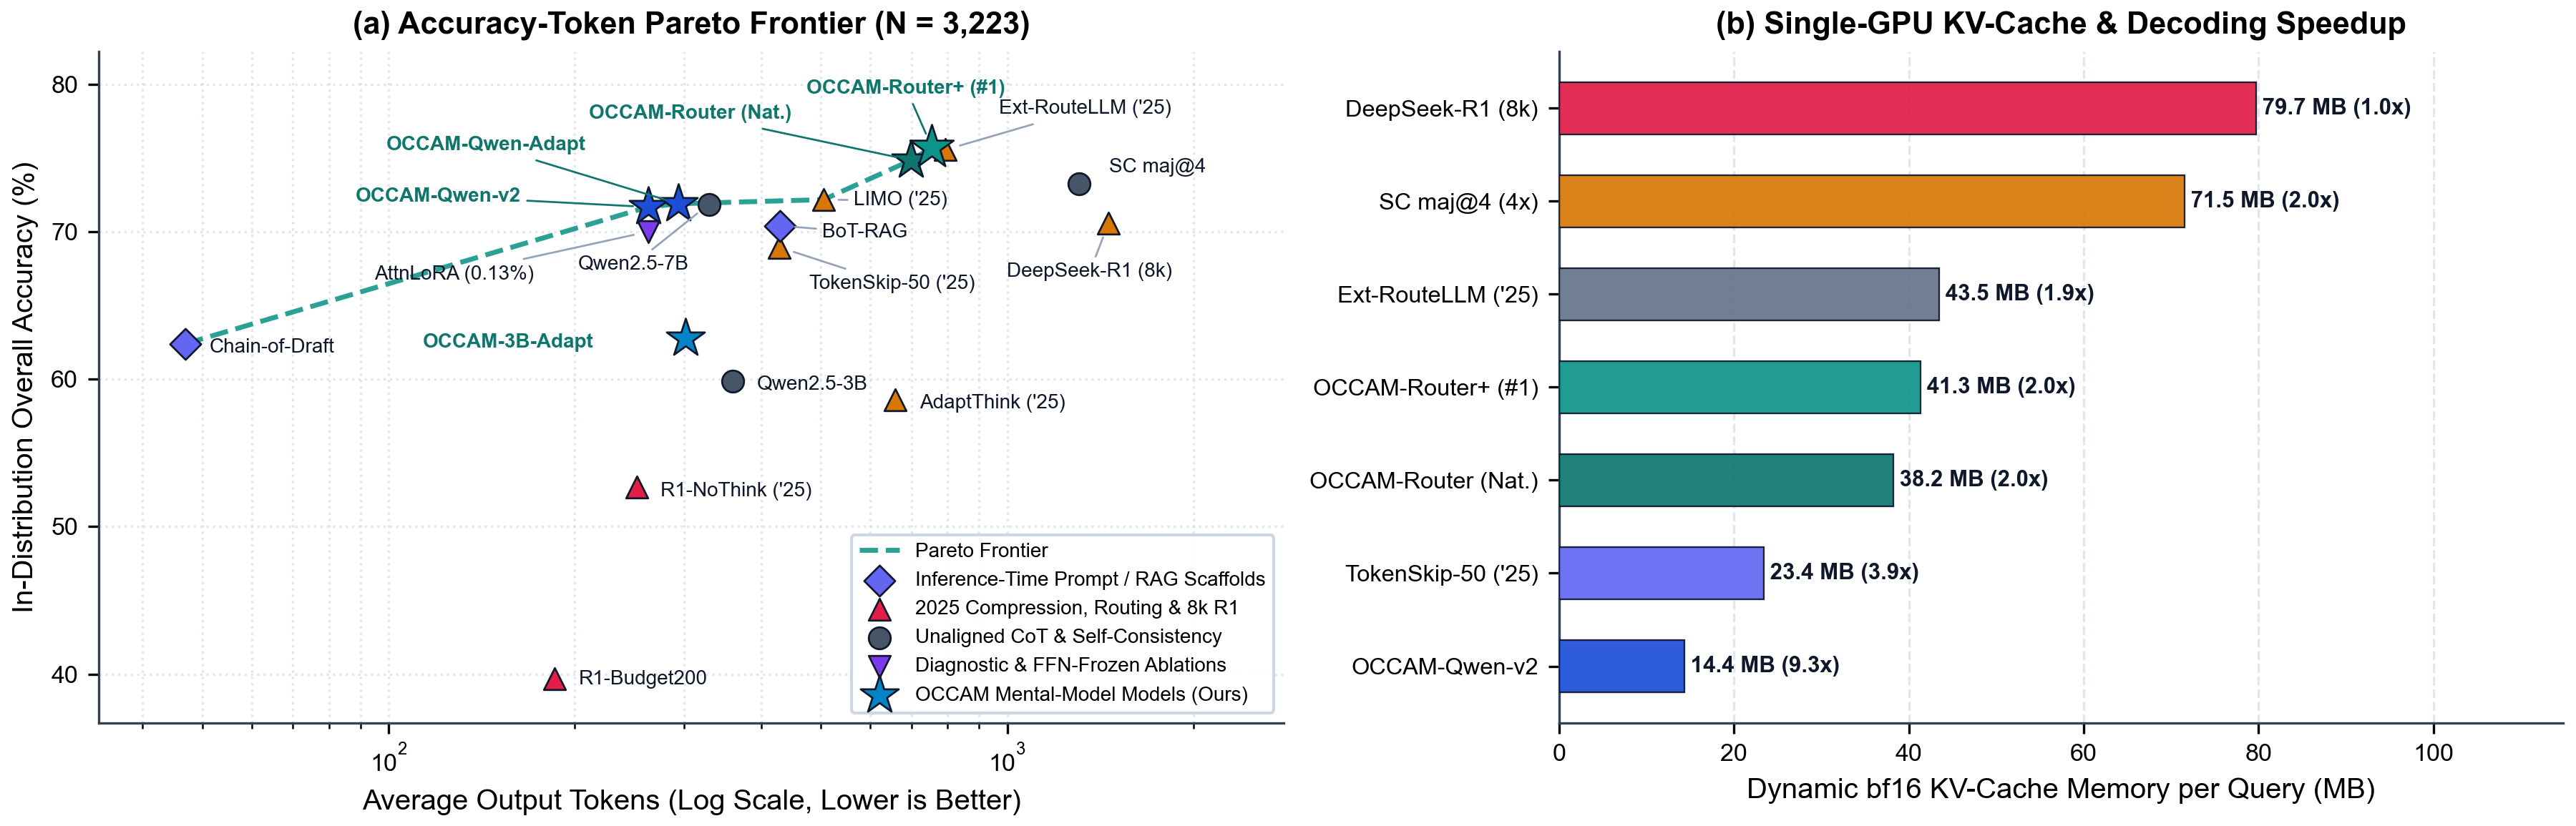 (a) Accuracy-Token Pareto Frontier (N = 3,223)
In-Distribution Overall Accuracy (%)
80
70
60
50
40
OCCAM-Router+ (#1)
Ext-RouteLLM ('25)
OCCAM-Router (Nat.)
OCCAM-Qwen-Adapt
SC maj@4
OCCAM-Qwen-v2
LIMO ('25)
BoT-RAG
AttnLoRA (0.13%)
Qwen2.5-7B
TokenSkip-50 ('25)
DeepSeek-R1 (8k)
Chain-of-Draft
OCCAM-3B-Adapt
Qwen2.5-3B
AdaptThink ('25)
R1-NoThink ('25)
R1-Budget200
Pareto Frontier
Inference-Time Prompt / RAG Scaffolds
2025 Compression, Routing & 8k R1
Unaligned CoT & Self-Consistency
Diagnostic & FFN-Frozen Ablations
OCCAM Mental-Model Models (Ours)
10²
10³
Average Output Tokens (Log Scale, Lower is Better)
(b) Single-GPU KV-Cache & Decoding Speedup
DeepSeek-R1 (8k)
79.7 MB (1.0x)
SC maj@4 (4x)
71.5 MB (2.0x)
Ext-RouteLLM ('25)
43.5 MB (1.9x)
OCCAM-Router+ (#1)
41.3 MB (2.0x)
OCCAM-Router (Nat.)
38.2 MB (2.0x)
TokenSkip-50 ('25)
23.4 MB (3.9x)
OCCAM-Qwen-v2
14.4 MB (9.3x)
0
20
40
60
80
100
Dynamic bf16 KV-Cache Memory per Query (MB)